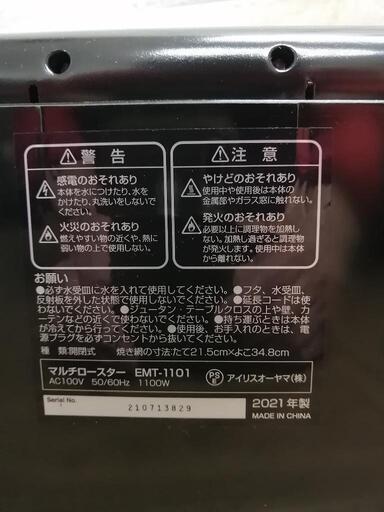 ⚠警告
感電のおそれあり
本体を水につけたり、水を
かけたり、丸洗いをしないで
ください。
火災のおそれあり
燃えやすい物の近くや、熱に
弱い物の上で使用しない。
⚠注意
やけどのおそれあり
使用中や使用後は本体の
金属部やガラス窓に触れない。
発火のおそれあり
必要以上に調理物を加熱し
ない。加熱し過ぎると調理物
が発火します。使用中は本体
から離れない。
お願い
●必ず水受皿に水を入れて使用してください。●フタ、水受皿、
反射板を外した状態で使用しないでください。●延長コードは使
わないでください。●ジュータン・テーブルクロスの上や壁、カ
ーテンなどの近くで使わないでください。●持ち運ぶときは本体
が冷えてから行ってください。●使用後、お手入れのときは、電
源プラグを必ずコンセントから抜いてください。
種類:開閉式 焼き網の寸法:たて21.5cm×よこ34.8cm
マルチロースター EMT-1101
AC100V 50/60Hz 1100W
PSE
アイリスオーヤマ(株)
Serial No.
210713829
2021年製
MADE IN CHINA